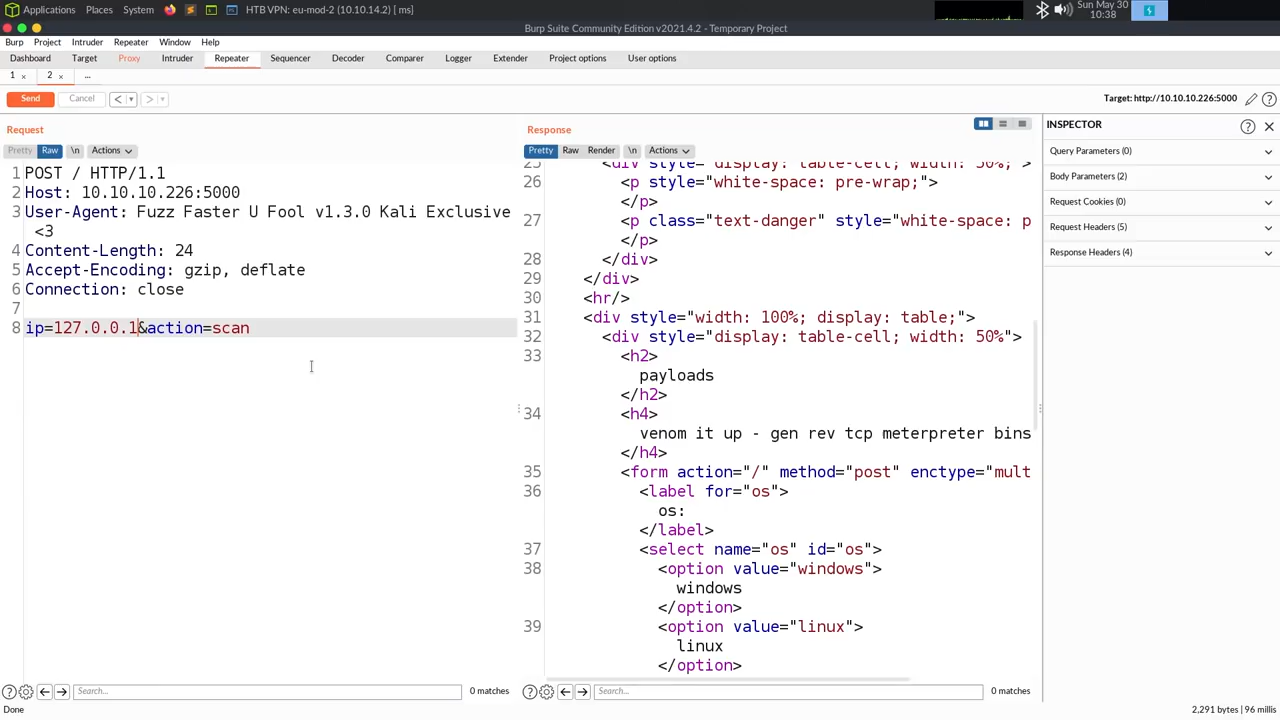 Applications Places System HTB VPN: eu-mod-2 (10.10.14.2) [ms] Sun May 30
10:38
Burp Suite Community Edition v2021.4.2 - Temporary Project
Burp Project Intruder Repeater Window Help
Dashboard Target Proxy Intruder Repeater Sequencer Decoder Comparer Logger Extender Project options User options
1 × 2 × ...
Send Cancel < > Target: http://10.10.10.226:5000
Request
Pretty Raw \n Actions
1 POST / HTTP/1.1
2 Host: 10.10.10.226:5000
3 User-Agent: Fuzz Faster U Fool v1.3.0 Kali Exclusive
<3
4 Content-Length: 24
5 Accept-Encoding: gzip, deflate
6 Connection: close
7
8 ip=127.0.0.1&action=scan
Search... 0 matches
Response
Pretty Raw Render \n Actions
25 <div style="display: table-cell; width: 50%;">
26 <p style="white-space: pre-wrap;">
</p>
27 <p class="text-danger" style="white-space: p
</p>
28 </div>
29 </div>
30 <hr/>
31 <div style="width: 100%; display: table;">
32 <div style="display: table-cell; width: 50%">
33 <h2>
payloads
</h2>
34 <h4>
venom it up - gen rev tcp meterpreter bins
</h4>
35 <form action="/" method="post" enctype="mult
36 <label for="os">
os:
</label>
37 <select name="os" id="os">
38 <option value="windows">
windows
</option>
39 <option value="linux">
linux
</option>
Search... 0 matches
INSPECTOR
Query Parameters (0)
Body Parameters (2)
Request Cookies (0)
Request Headers (5)
Response Headers (4)
Done 2,291 bytes | 96 millis